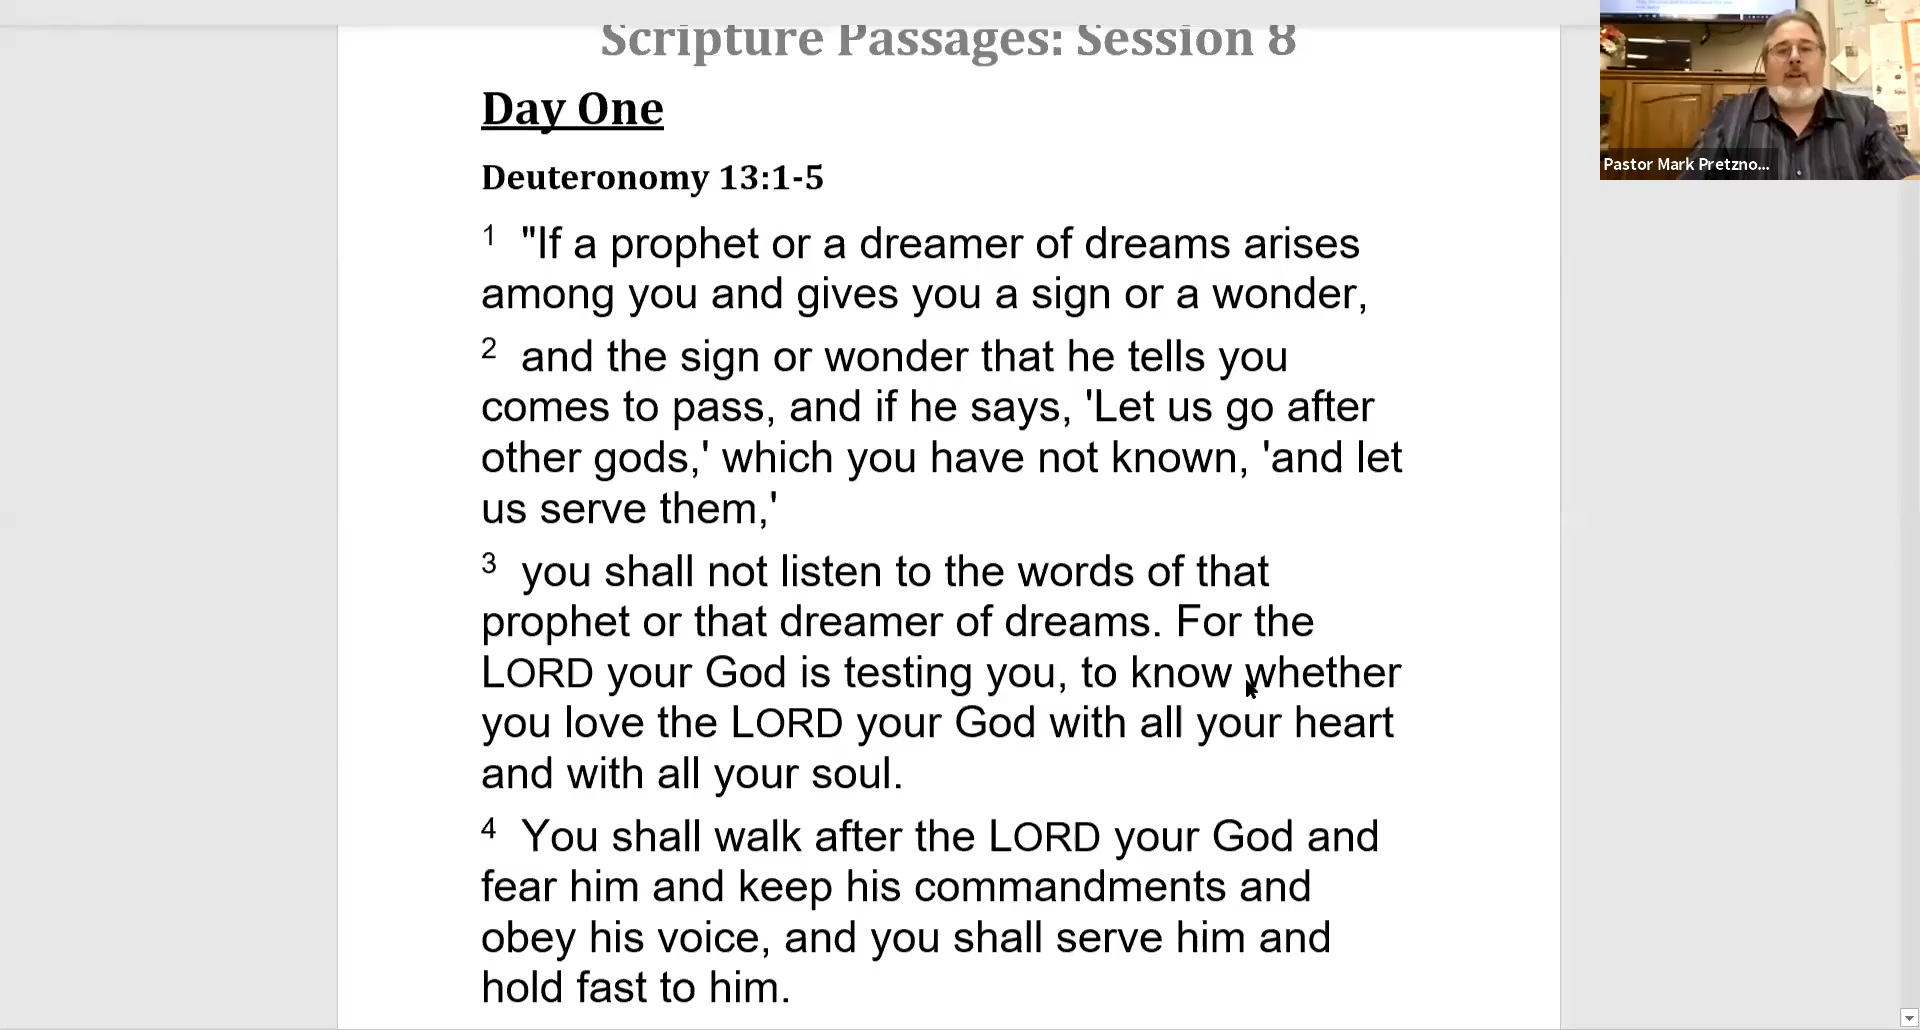 Scripture Passages: Session 8
Pastor Mark Pretzno...
Day One
Deuteronomy 13:1-5
1 "If a prophet or a dreamer of dreams arises
among you and gives you a sign or a wonder,
2 and the sign or wonder that he tells you
comes to pass, and if he says, 'Let us go after
other gods,' which you have not known, 'and let
us serve them,'
3 you shall not listen to the words of that
prophet or that dreamer of dreams. For the
LORD your God is testing you, to know whether
you love the LORD your God with all your heart
and with all your soul.
4 You shall walk after the LORD your God and
fear him and keep his commandments and
obey his voice, and you shall serve him and
hold fast to him.